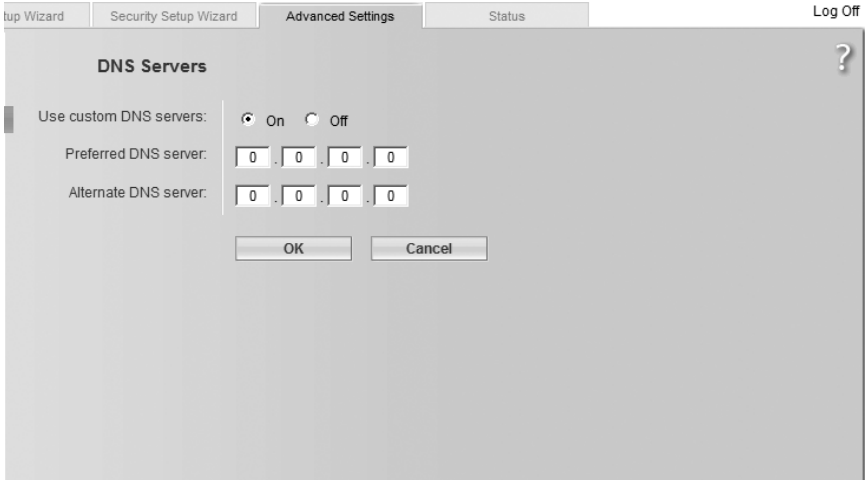 tup Wizard Security Setup Wizard Advanced Settings Status Log Off
?
DNS Servers
Use custom DNS servers: On Off
Preferred DNS server: 0 . 0 . 0 . 0
Alternate DNS server: 0 . 0 . 0 . 0
OK Cancel